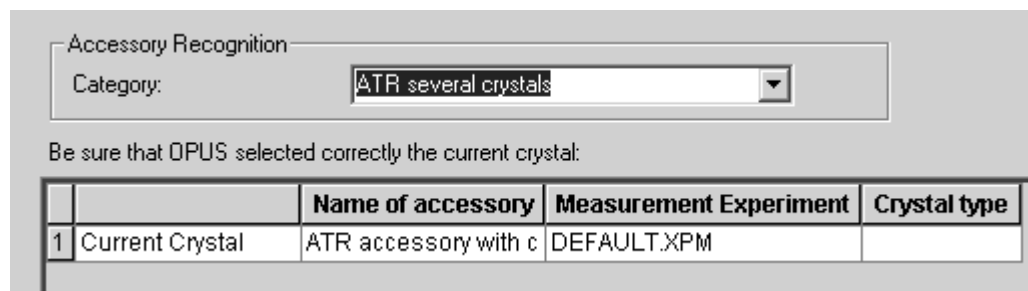 Accessory Recognition
Category: ATR several crystals
Be sure that OPUS selected correctly the current crystal:
Name of accessory Measurement Experiment Crystal type
1 Current Crystal ATR accessory with c DEFAULT.XPM